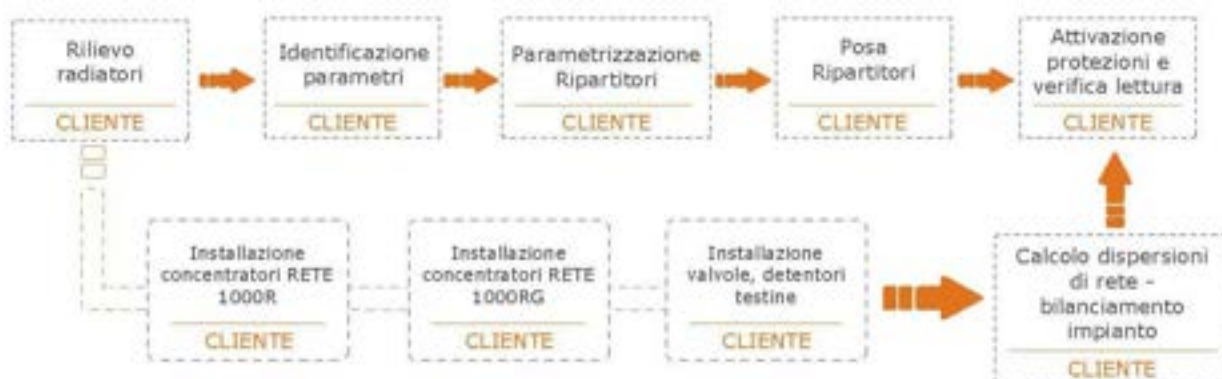 Rilievo
radiatori
CLIENTE
Identificazione
parametri
CLIENTE
Parametrizzazione
Ripartitori
CLIENTE
Posa
Ripartitori
CLIENTE
Attivazione
protezioni e
verifica lettura
CLIENTE
Installazione
concentratori RETE
1000R
CLIENTE
Installazione
concentratori RETE
1000RG
CLIENTE
Installazione
valvole, detentori
testine
CLIENTE
Calcolo dispersioni
di rete -
bilanciamento
impianto
CLIENTE